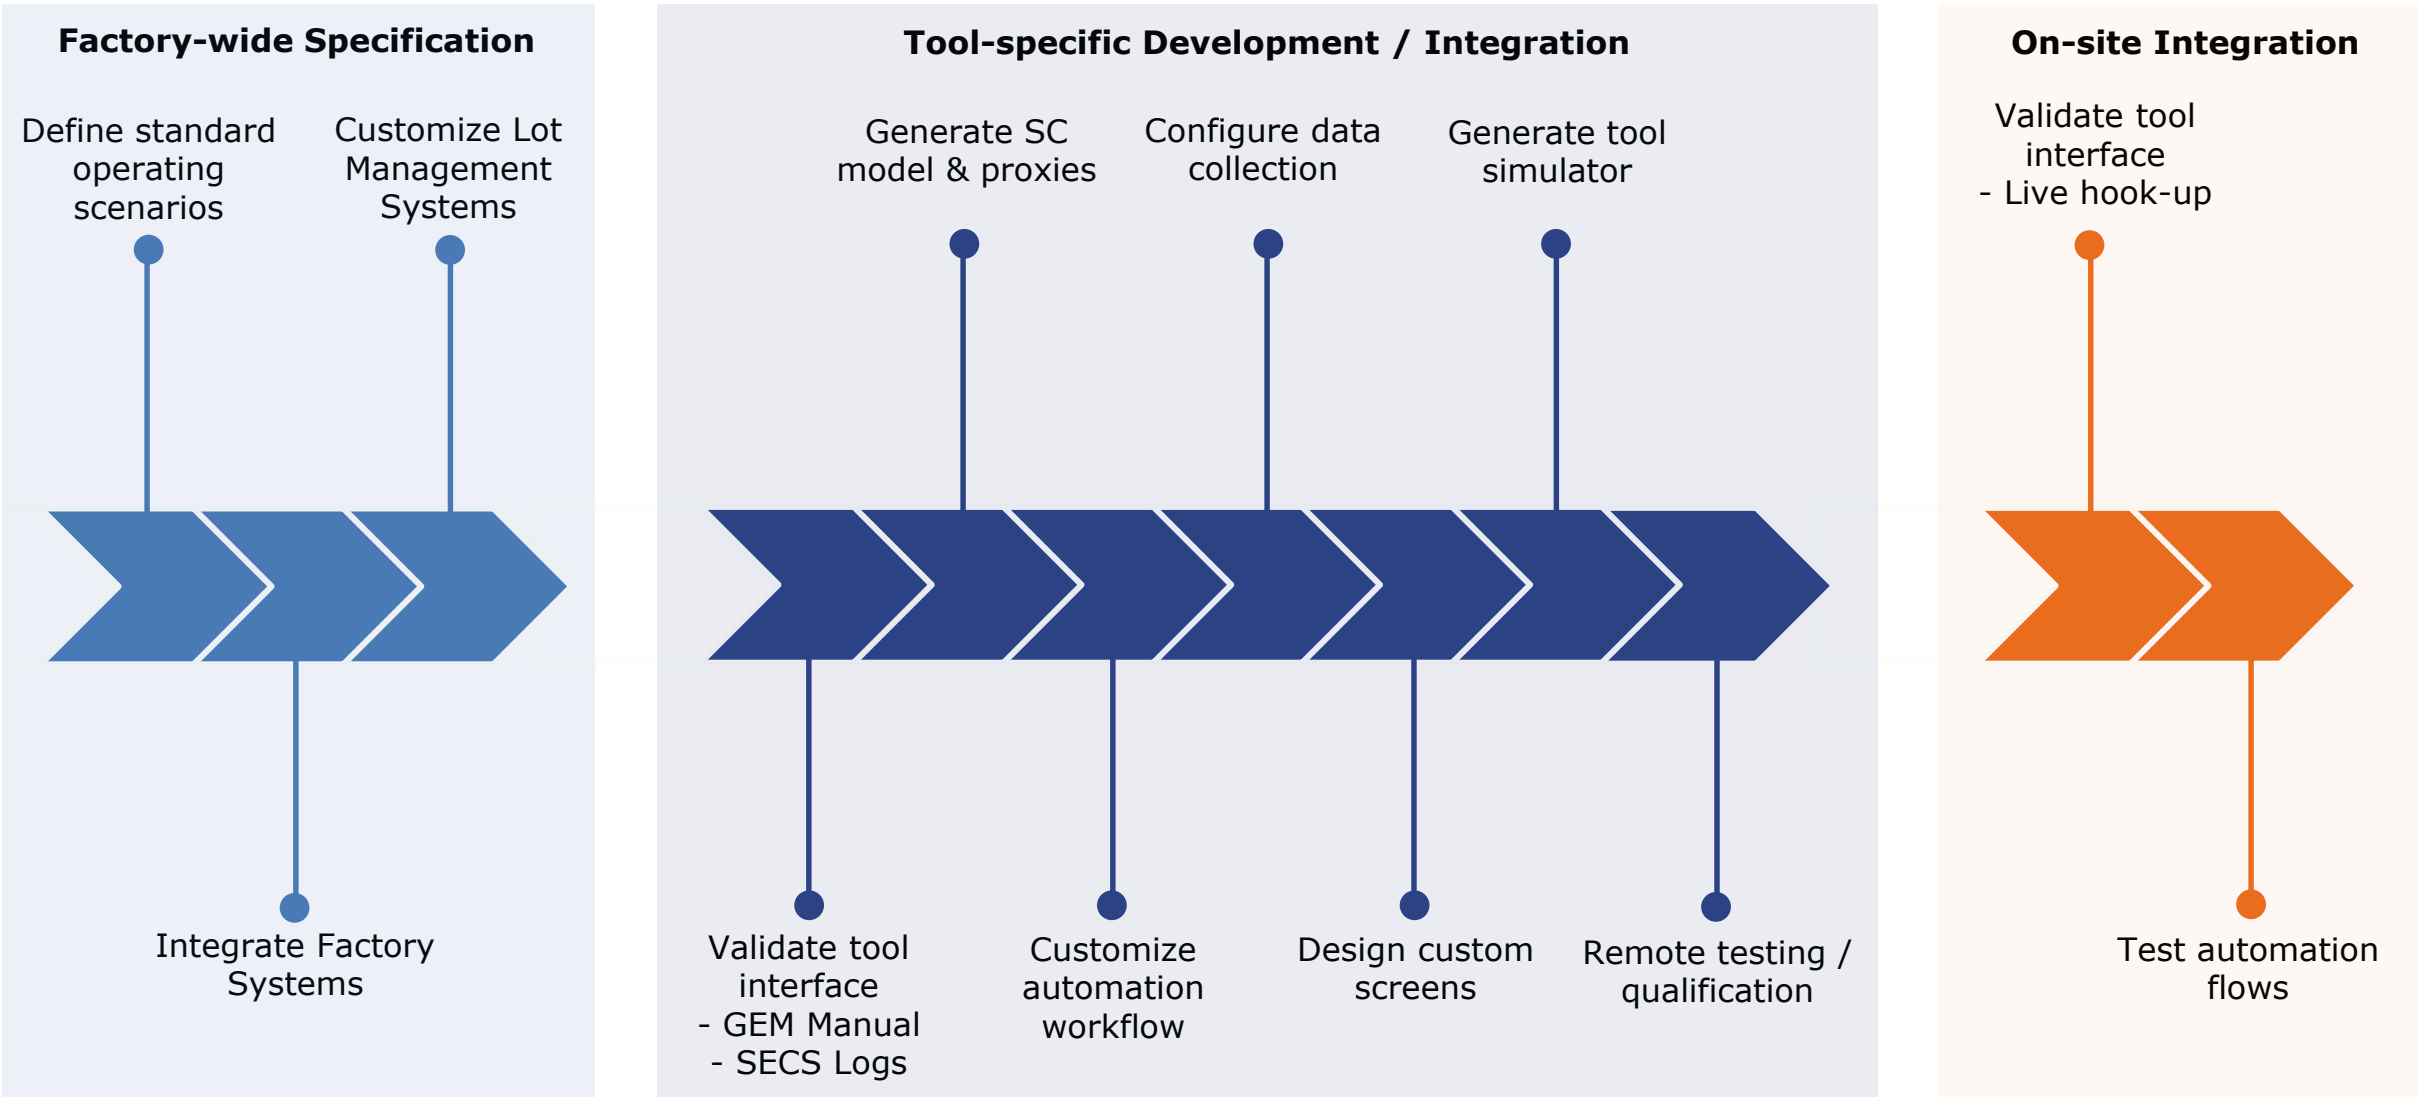 Factory-wide Specification
Define standard
operating
scenarios
Customize Lot
Management
Systems
Integrate Factory
Systems
Tool-specific Development / Integration
Generate SC
model & proxies
Configure data
collection
Generate tool
simulator
Validate tool
interface
- GEM Manual
- SECS Logs
Customize
automation
workflow
Design custom
screens
Remote testing /
qualification
On-site Integration
Validate tool
interface
- Live hook-up
Test automation
flows